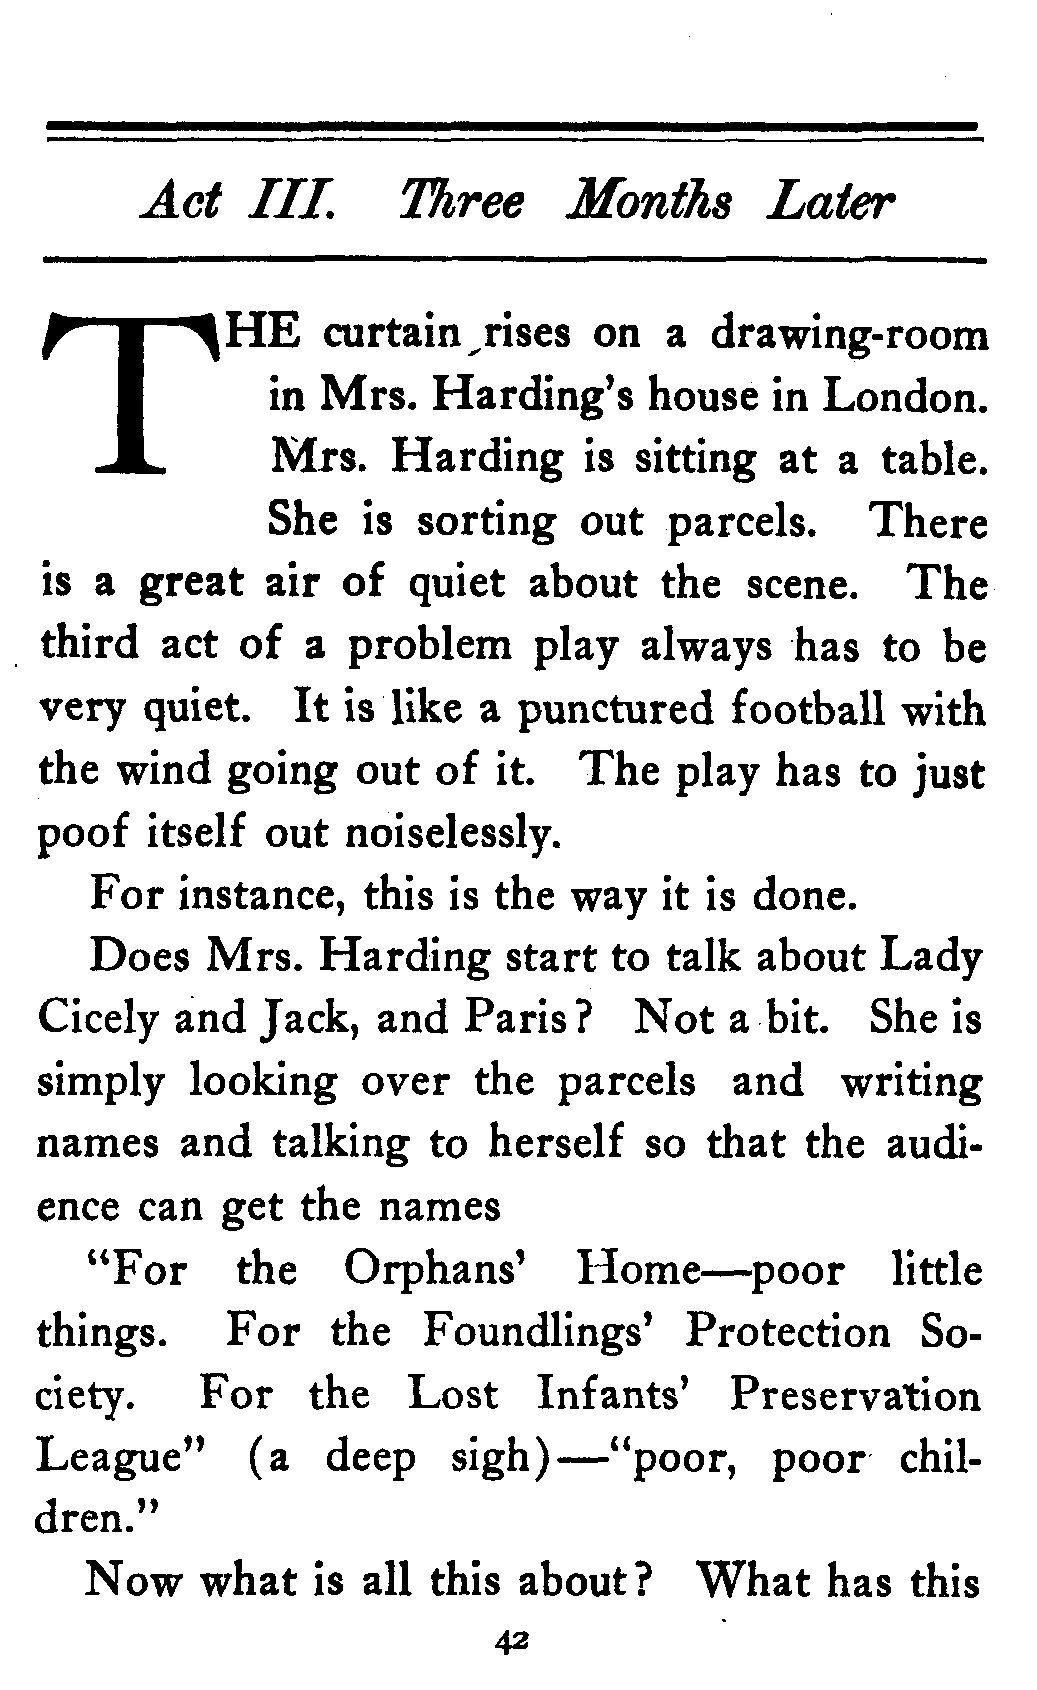 Act III. Three Months Later
THE curtain rises on a drawing-room
in Mrs. Harding's house in London.
Mrs. Harding is sitting at a table.
She is sorting out parcels. There
is a great air of quiet about the scene. The
third act of a problem play always has to be
very quiet. It is like a punctured football with
the wind going out of it. The play has to just
poof itself out noiselessly.
For instance, this is the way it is done.
Does Mrs. Harding start to talk about Lady
Cicely and Jack, and Paris? Not a bit. She is
simply looking over the parcels and writing
names and talking to herself so that the audi-
ence can get the names
"For the Orphans' Home—poor little
things. For the Foundlings' Protection So-
ciety. For the Lost Infants' Preservation
League" (a deep sigh)—"poor, poor chil-
dren."
Now what is all this about? What has this
42